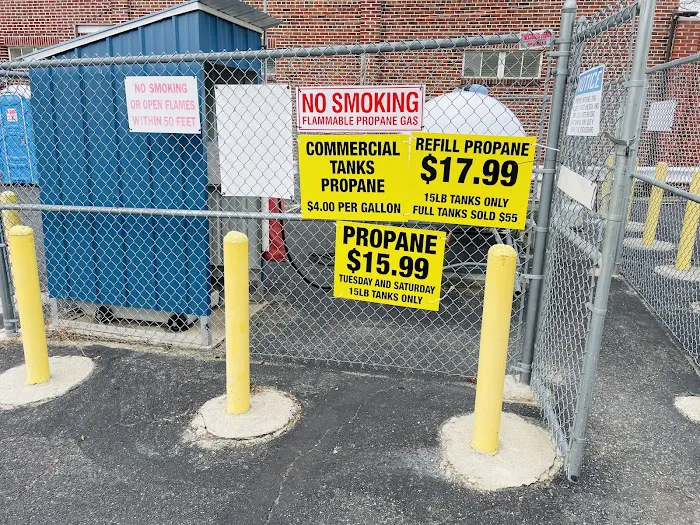 NO SMOKING
OR OPEN FLAMES
WITHIN 50 FEET
NO SMOKING
FLAMMABLE PROPANE GAS
COMMERCIAL
TANKS
PROPANE
$4.00 PER GALLON
REFILL PROPANE
$17.99
15LB TANKS ONLY
FULL TANKS SOLD $55
PROPANE
$15.99
TUESDAY AND SATURDAY
15LB TANKS ONLY
NOTICE